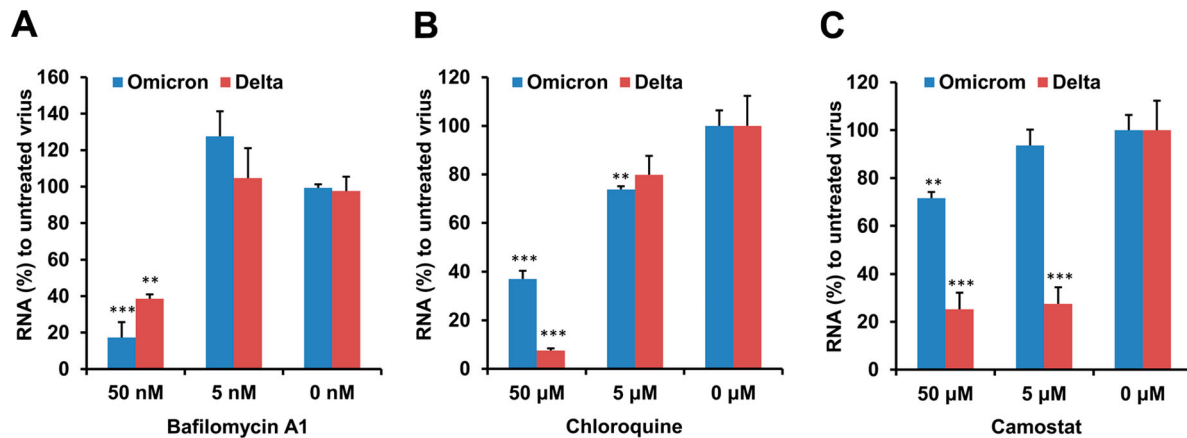 A
RNA (%) to untreated vrius
160
140
120
100
80
60
40
20
0
Omicron Delta
***
**
50 nM 5 nM 0 nM
Bafilomycin A1
B
RNA (%) to untreated virus
120
100
80
60
40
20
0
Omicron Delta
***
***
**
50 µM 5 µM 0 µM
Chloroquine
C
RNA (%) to untreated virus
120
100
80
60
40
20
0
Omicrom Delta
**
***
***
50 µM 5 µM 0 µM
Camostat